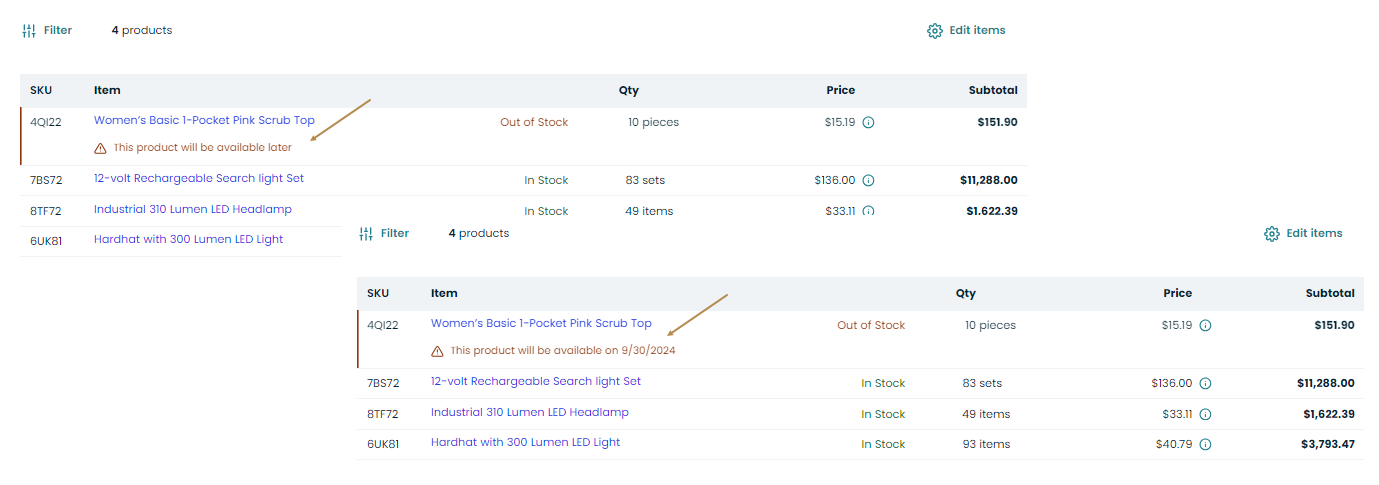 Filter 4 products Edit items
SKU Item Qty Price Subtotal
4QI22 Women's Basic 1-Pocket Pink Scrub Top Out of Stock 10 pieces $15.19 $151.90
This product will be available later
7BS72 12-volt Rechargeable Search light Set In Stock 83 sets $136.00 $11,288.00
8TF72 Industrial 310 Lumen LED Headlamp In Stock 49 items $33.11 $1,622.39
6UK81 Hardhat with 300 Lumen LED Light
Filter 4 products Edit items
SKU Item Qty Price Subtotal
4QI22 Women's Basic 1-Pocket Pink Scrub Top Out of Stock 10 pieces $15.19 $151.90
This product will be available on 9/30/2024
7BS72 12-volt Rechargeable Search light Set In Stock 83 sets $136.00 $11,288.00
8TF72 Industrial 310 Lumen LED Headlamp In Stock 49 items $33.11 $1,622.39
6UK81 Hardhat with 300 Lumen LED Light In Stock 93 items $40.79 $3,793.47